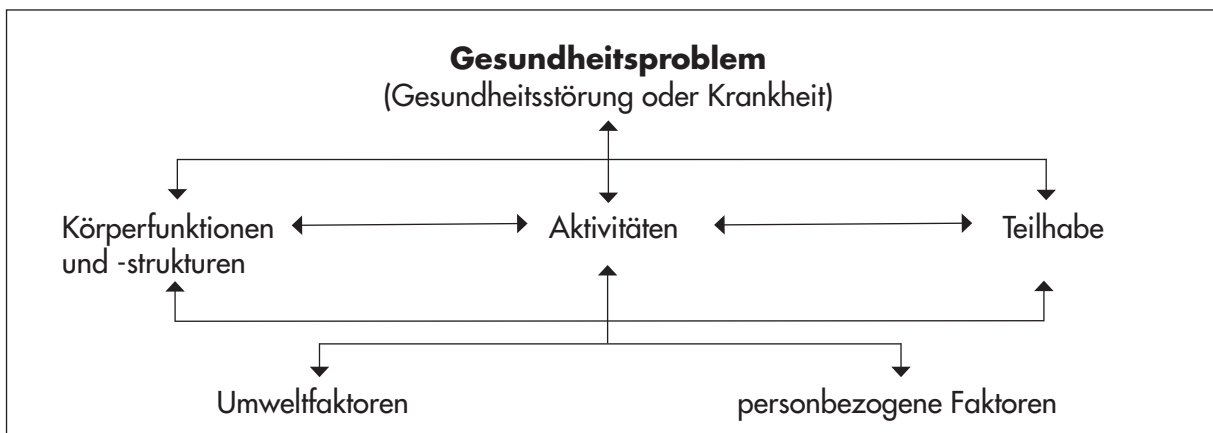 Gesundheitsproblem
(Gesundheitsstörung oder Krankheit)
Körperfunktionen
und -strukturen
Aktivitäten
Teilhabe
Umweltfaktoren
personbezogene Faktoren